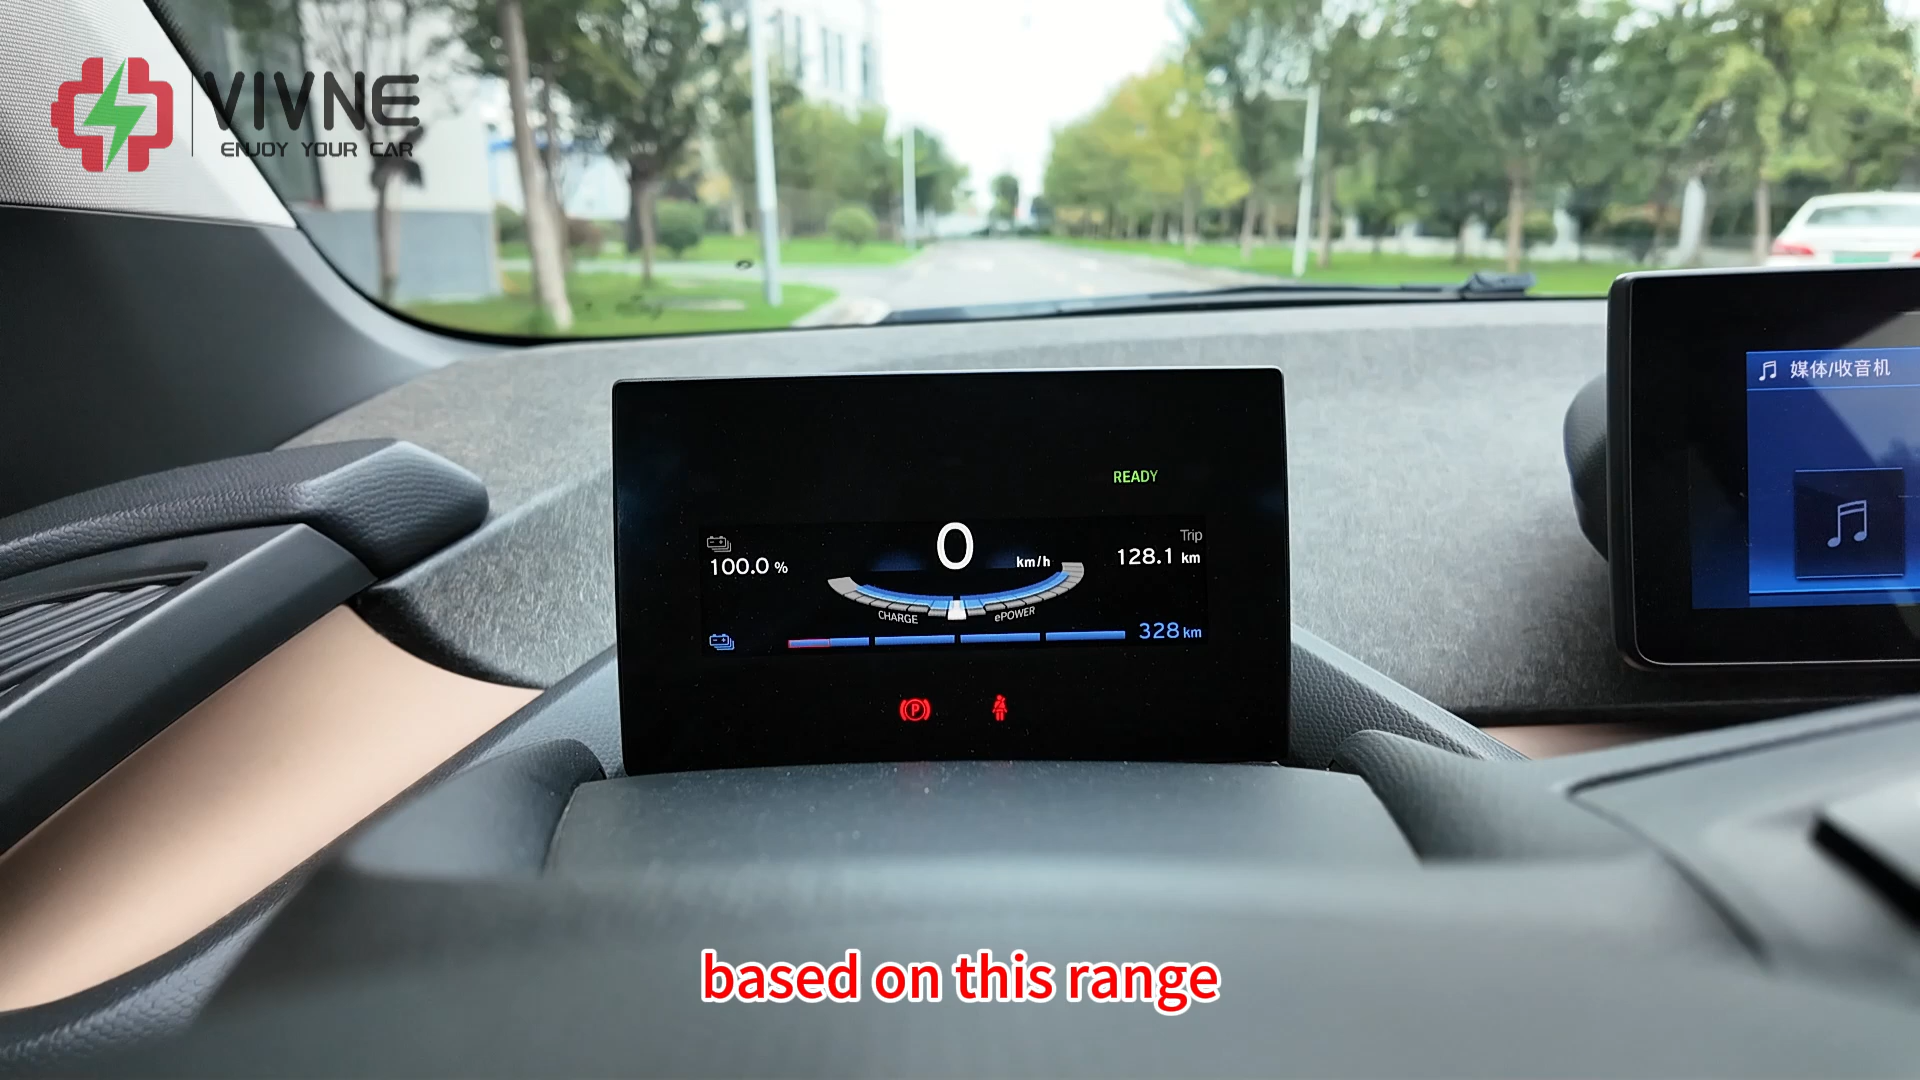 VIVNE
ENJOY YOUR CAR
媒体/收音机
READY
100.0 %
0 km/h
Trip
128.1 km
CHARGE
ePOWER
328 km
P
based on this range